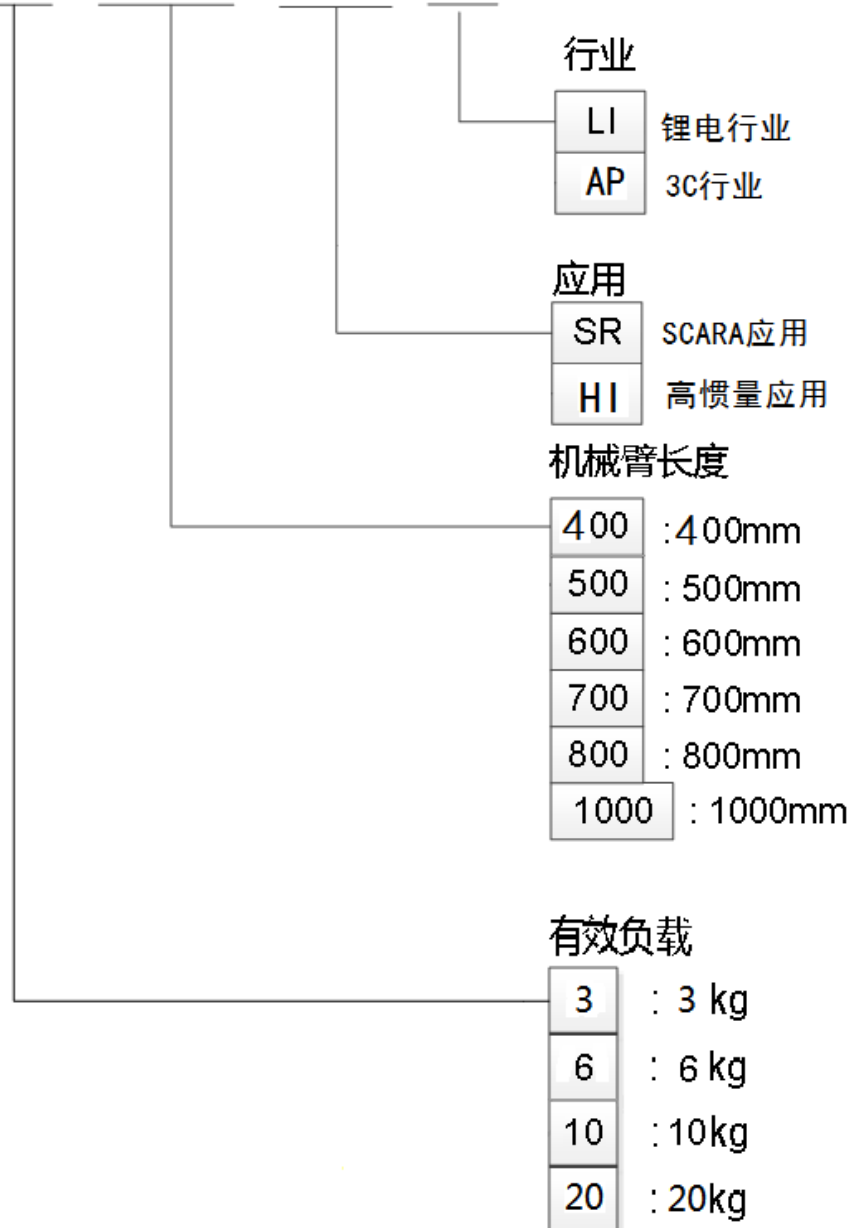 行业
LI 锂电行业
AP 3C行业
应用
SR SCARA应用
HI 高惯量应用
机械臂长度
400 :400mm
500 : 500mm
600 : 600mm
700 : 700mm
800 : 800mm
1000 : 1000mm
有效负载
3 : 3 kg
6 : 6 kg
10 :10kg
20 :20kg